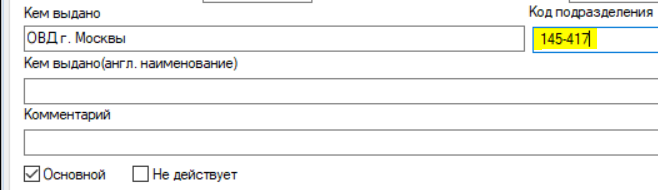 Кем выдано Код подразделения
ОВД г. Москвы 145-417
Кем выдано(англ. наименование)
Комментарий
Основной Не действует